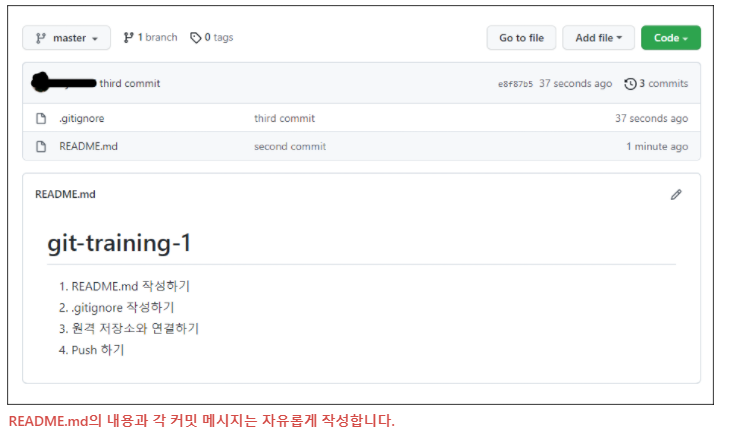 master 1 branch 0 tags Go to file Add file Code
third commit e8f87b5 37 seconds ago 3 commits
.gitignore third commit 37 seconds ago
README.md second commit 1 minute ago
README.md
git-training-1
1. README.md 작성하기
2. .gitignore 작성하기
3. 원격 저장소와 연결하기
4. Push 하기
README.md의 내용과 각 커밋 메시지는 자유롭게 작성합니다.